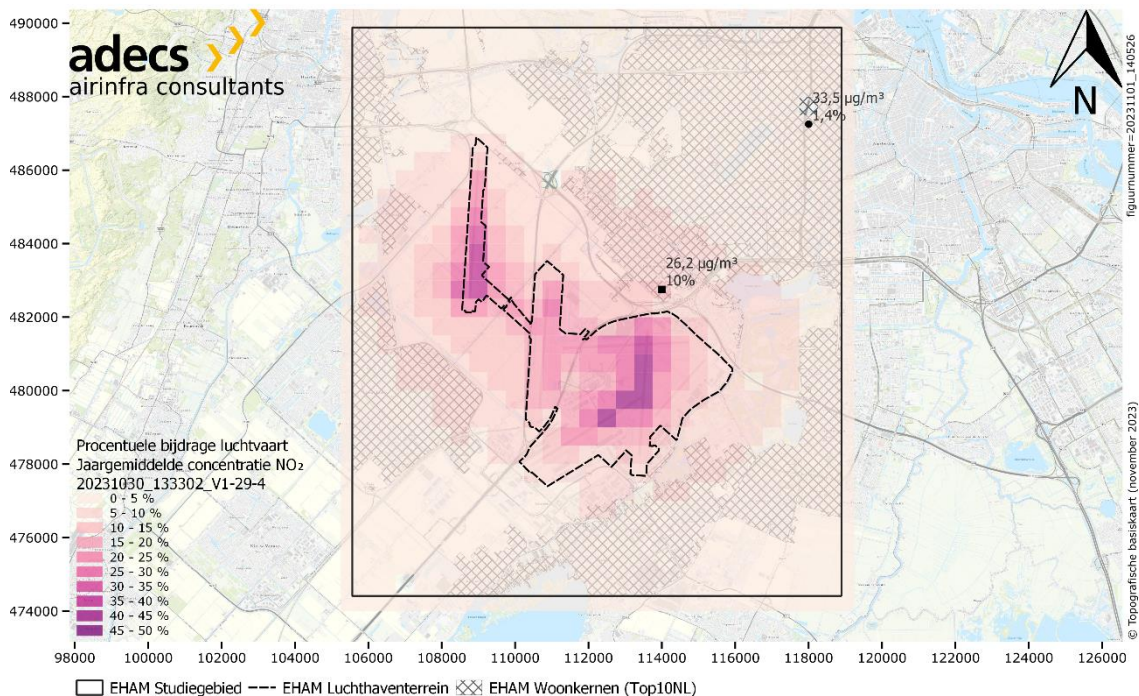 adecs
airinfra consultants
490000
488000
486000
484000
482000
480000
478000
476000
474000
N
33,5 µg/m³
1,4%
26,2 µg/m³
10%
figuurnummer=20231101_140526
© Topografische basiskaart (november 2023)
Procentuele bijdrage luchtvaart
Jaargemiddelde concentratie NO₂
20231030_133302_V1-29-4
0 - 5 %
5 - 10 %
10 - 15 %
15 - 20 %
20 - 25 %
25 - 30 %
30 - 35 %
35 - 40 %
40 - 45 %
45 - 50 %
98000 100000 102000 104000 106000 108000 110000 112000 114000 116000 118000 120000 122000 124000 126000
EHAM Studiegebied EHAM Luchthaventerrein EHAM Woonkernen (Top10NL)